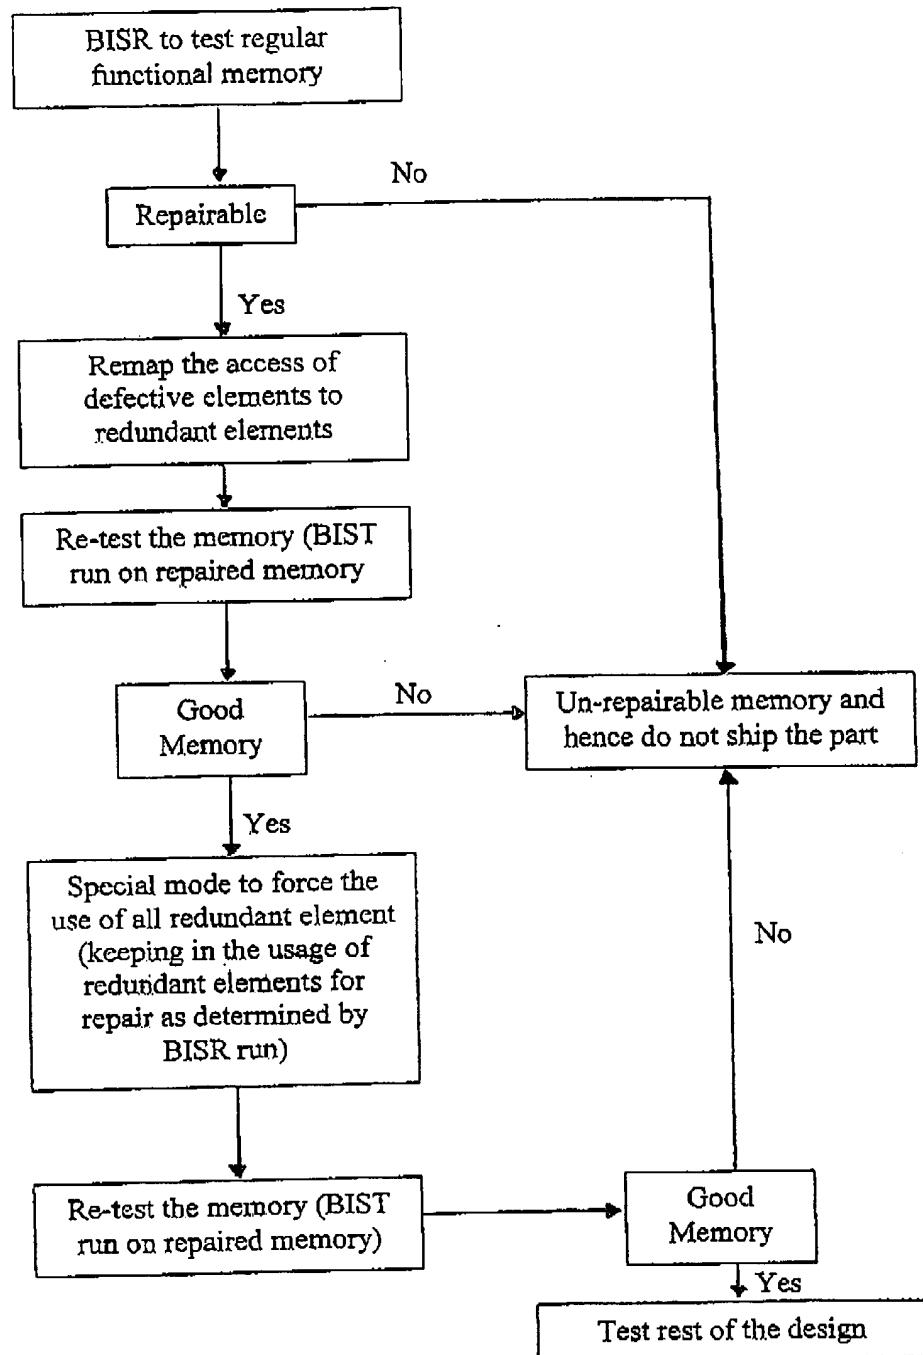 BISR to test regular
functional memory
No
Repairable
Yes
Remap the access of
defective elements to
redundant elements
Re-test the memory (BIST
run on repaired memory
Good
Memory
No
Un-repairable memory and
hence do not ship the part
Yes
Special mode to force the
use of all redundant element
(keeping in the usage of
redundant elements for
repair as determined by
BISR run)
No
Re-test the memory (BIST
run on repaired memory)
Good
Memory
Yes
Test rest of the design